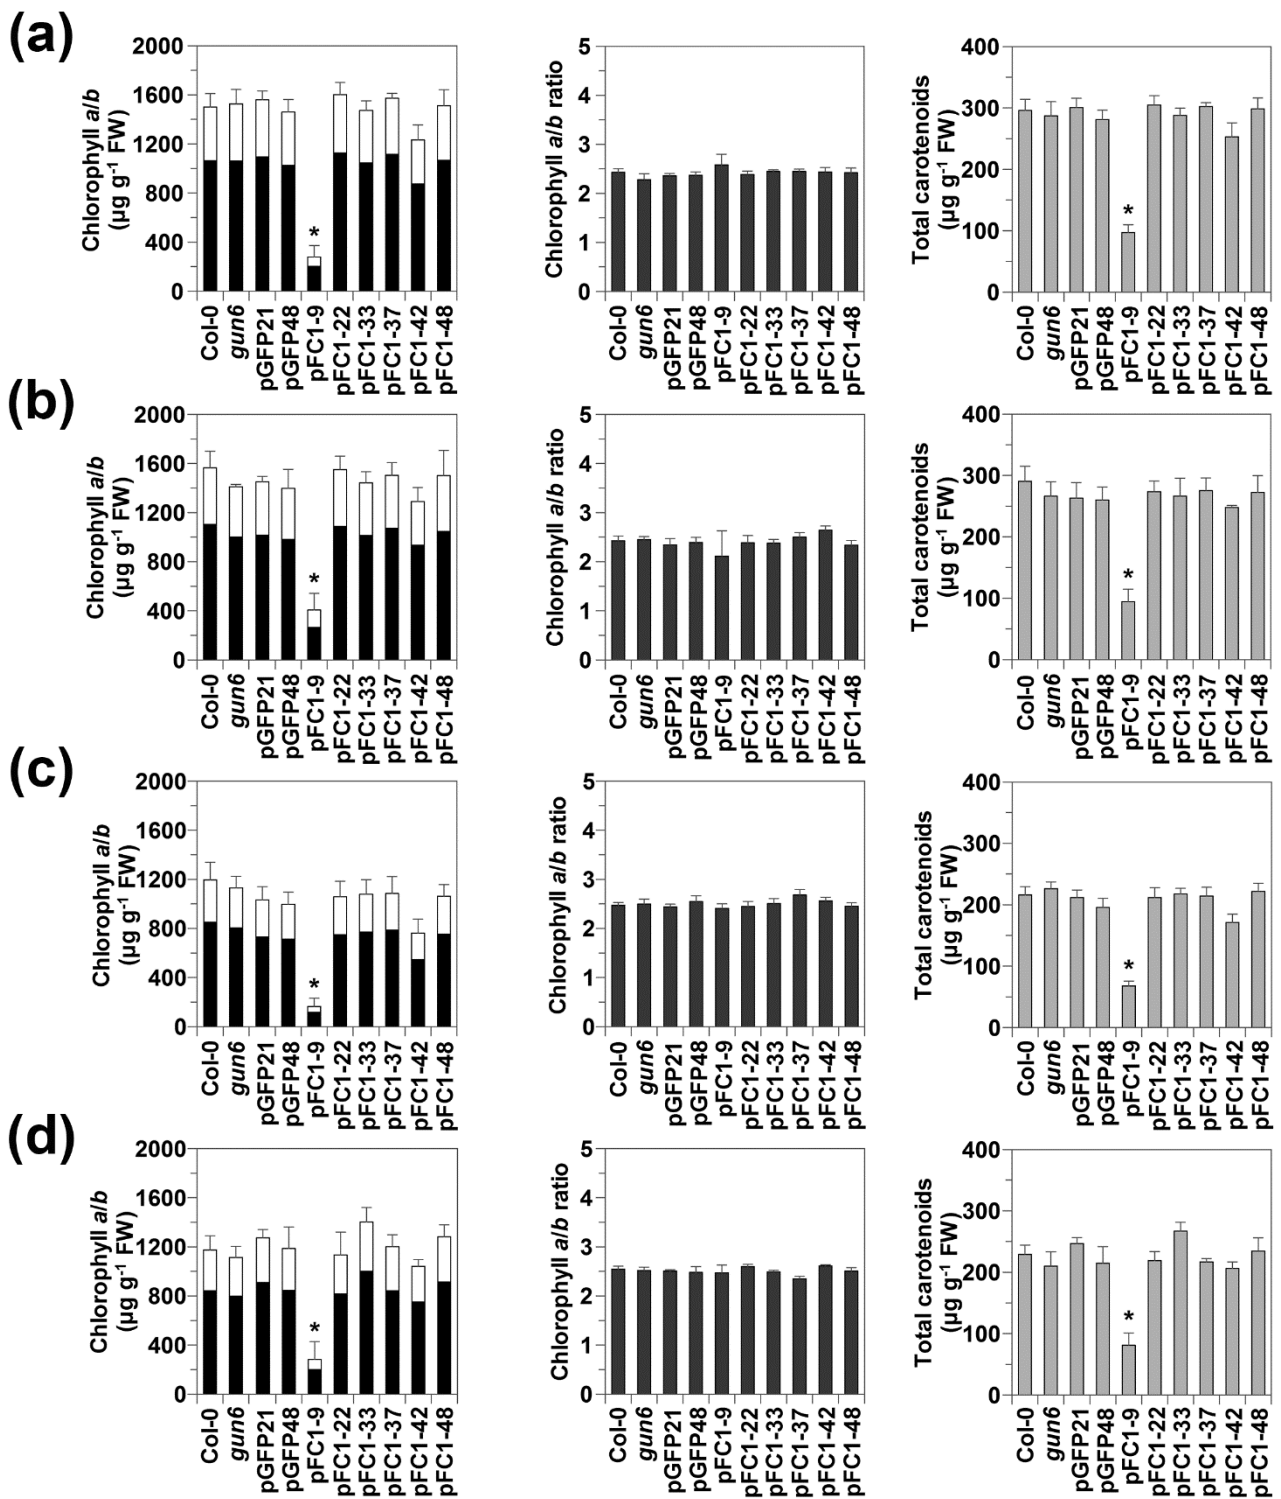 (a)
Chlorophyll a/b
(µg g-1 FW)
2000
1600
1200
800
400
0
*
Col-0
gun6
pGFP21
pGFP48
pFC1-9
pFC1-22
pFC1-33
pFC1-37
pFC1-42
pFC1-48
Chlorophyll a/b ratio
5
4
3
2
1
0
Col-0
gun6
pGFP21
pGFP48
pFC1-9
pFC1-22
pFC1-33
pFC1-37
pFC1-42
pFC1-48
Total carotenoids
(µg g-1 FW)
400
300
200
100
0
*
Col-0
gun6
pGFP21
pGFP48
pFC1-9
pFC1-22
pFC1-33
pFC1-37
pFC1-42
pFC1-48
(b)
Chlorophyll a/b
(µg g-1 FW)
2000
1600
1200
800
400
0
*
Col-0
gun6
pGFP21
pGFP48
pFC1-9
pFC1-22
pFC1-33
pFC1-37
pFC1-42
pFC1-48
Chlorophyll a/b ratio
5
4
3
2
1
0
Col-0
gun6
pGFP21
pGFP48
pFC1-9
pFC1-22
pFC1-33
pFC1-37
pFC1-42
pFC1-48
Total carotenoids
(µg g-1 FW)
400
300
200
100
0
*
Col-0
gun6
pGFP21
pGFP48
pFC1-9
pFC1-22
pFC1-33
pFC1-37
pFC1-42
pFC1-48
(c)
Chlorophyll a/b
(µg g-1 FW)
2000
1600
1200
800
400
0
*
Col-0
gun6
pGFP21
pGFP48
pFC1-9
pFC1-22
pFC1-33
pFC1-37
pFC1-42
pFC1-48
Chlorophyll a/b ratio
5
4
3
2
1
0
Col-0
gun6
pGFP21
pGFP48
pFC1-9
pFC1-22
pFC1-33
pFC1-37
pFC1-42
pFC1-48
Total carotenoids
(µg g-1 FW)
400
300
200
100
0
*
Col-0
gun6
pGFP21
pGFP48
pFC1-9
pFC1-22
pFC1-33
pFC1-37
pFC1-42
pFC1-48
(d)
Chlorophyll a/b
(µg g-1 FW)
2000
1600
1200
800
400
0
*
Col-0
gun6
pGFP21
pGFP48
pFC1-9
pFC1-22
pFC1-33
pFC1-37
pFC1-42
pFC1-48
Chlorophyll a/b ratio
5
4
3
2
1
0
Col-0
gun6
pGFP21
pGFP48
pFC1-9
pFC1-22
pFC1-33
pFC1-37
pFC1-42
pFC1-48
Total carotenoids
(µg g-1 FW)
400
300
200
100
0
*
Col-0
gun6
pGFP21
pGFP48
pFC1-9
pFC1-22
pFC1-33
pFC1-37
pFC1-42
pFC1-48